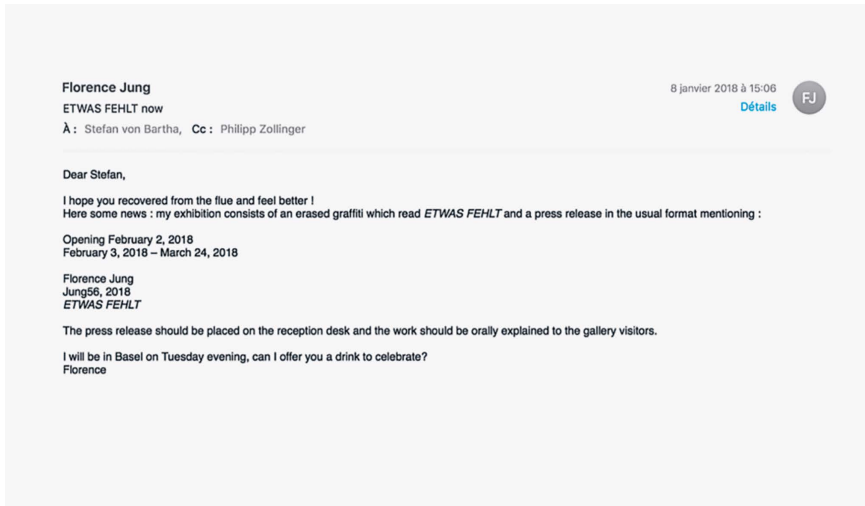 Florence Jung
8 janvier 2018 à 15:06
FJ
ETWAS FEHLT now
Détails
À : Stefan von Bartha, Cc : Philipp Zollinger
Dear Stefan,
I hope you recovered from the flue and feel better !
Here some news : my exhibition consists of an erased graffiti which read ETWAS FEHLT and a press release in the usual format mentioning :
Opening February 2, 2018
February 3, 2018 – March 24, 2018
Florence Jung
Jung56, 2018
ETWAS FEHLT
The press release should be placed on the reception desk and the work should be orally explained to the gallery visitors.
I will be in Basel on Tuesday evening, can I offer you a drink to celebrate?
Florence